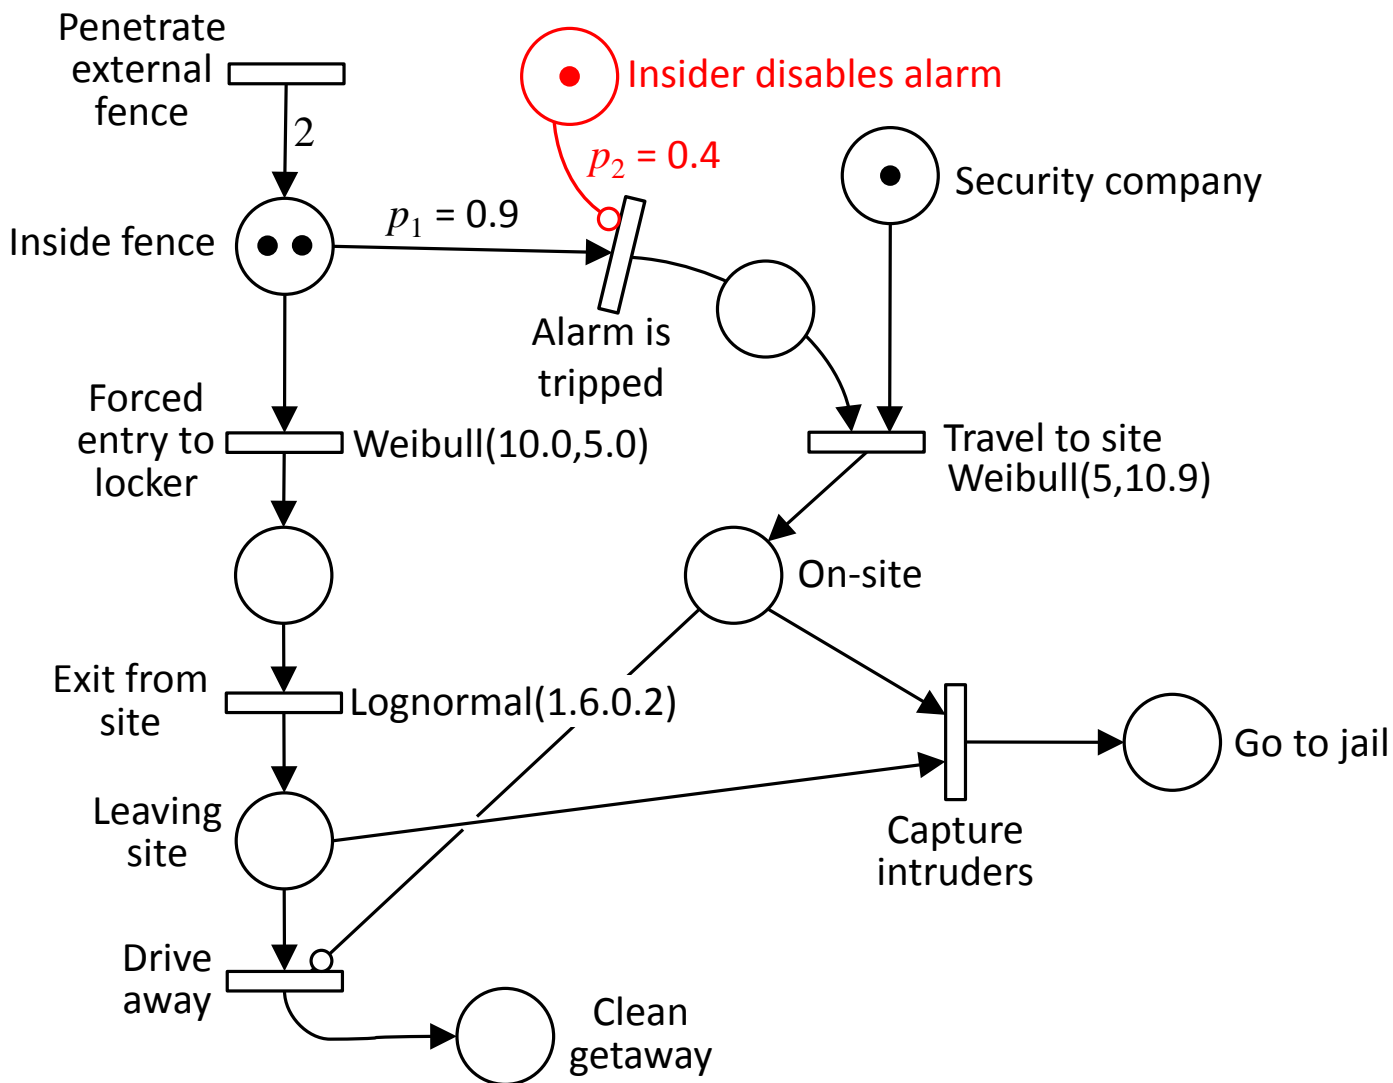 Penetrate
external
fence
2
Insider disables alarm
p₂ = 0.4
Security company
Inside fence
p₁ = 0.9
Alarm is
tripped
Forced
entry to
locker
Weibull(10.0,5.0)
Travel to site
Weibull(5,10.9)
On-site
Exit from
site
Lognormal(1.6.0.2)
Go to jail
Leaving
site
Capture
intruders
Drive
away
Clean
getaway